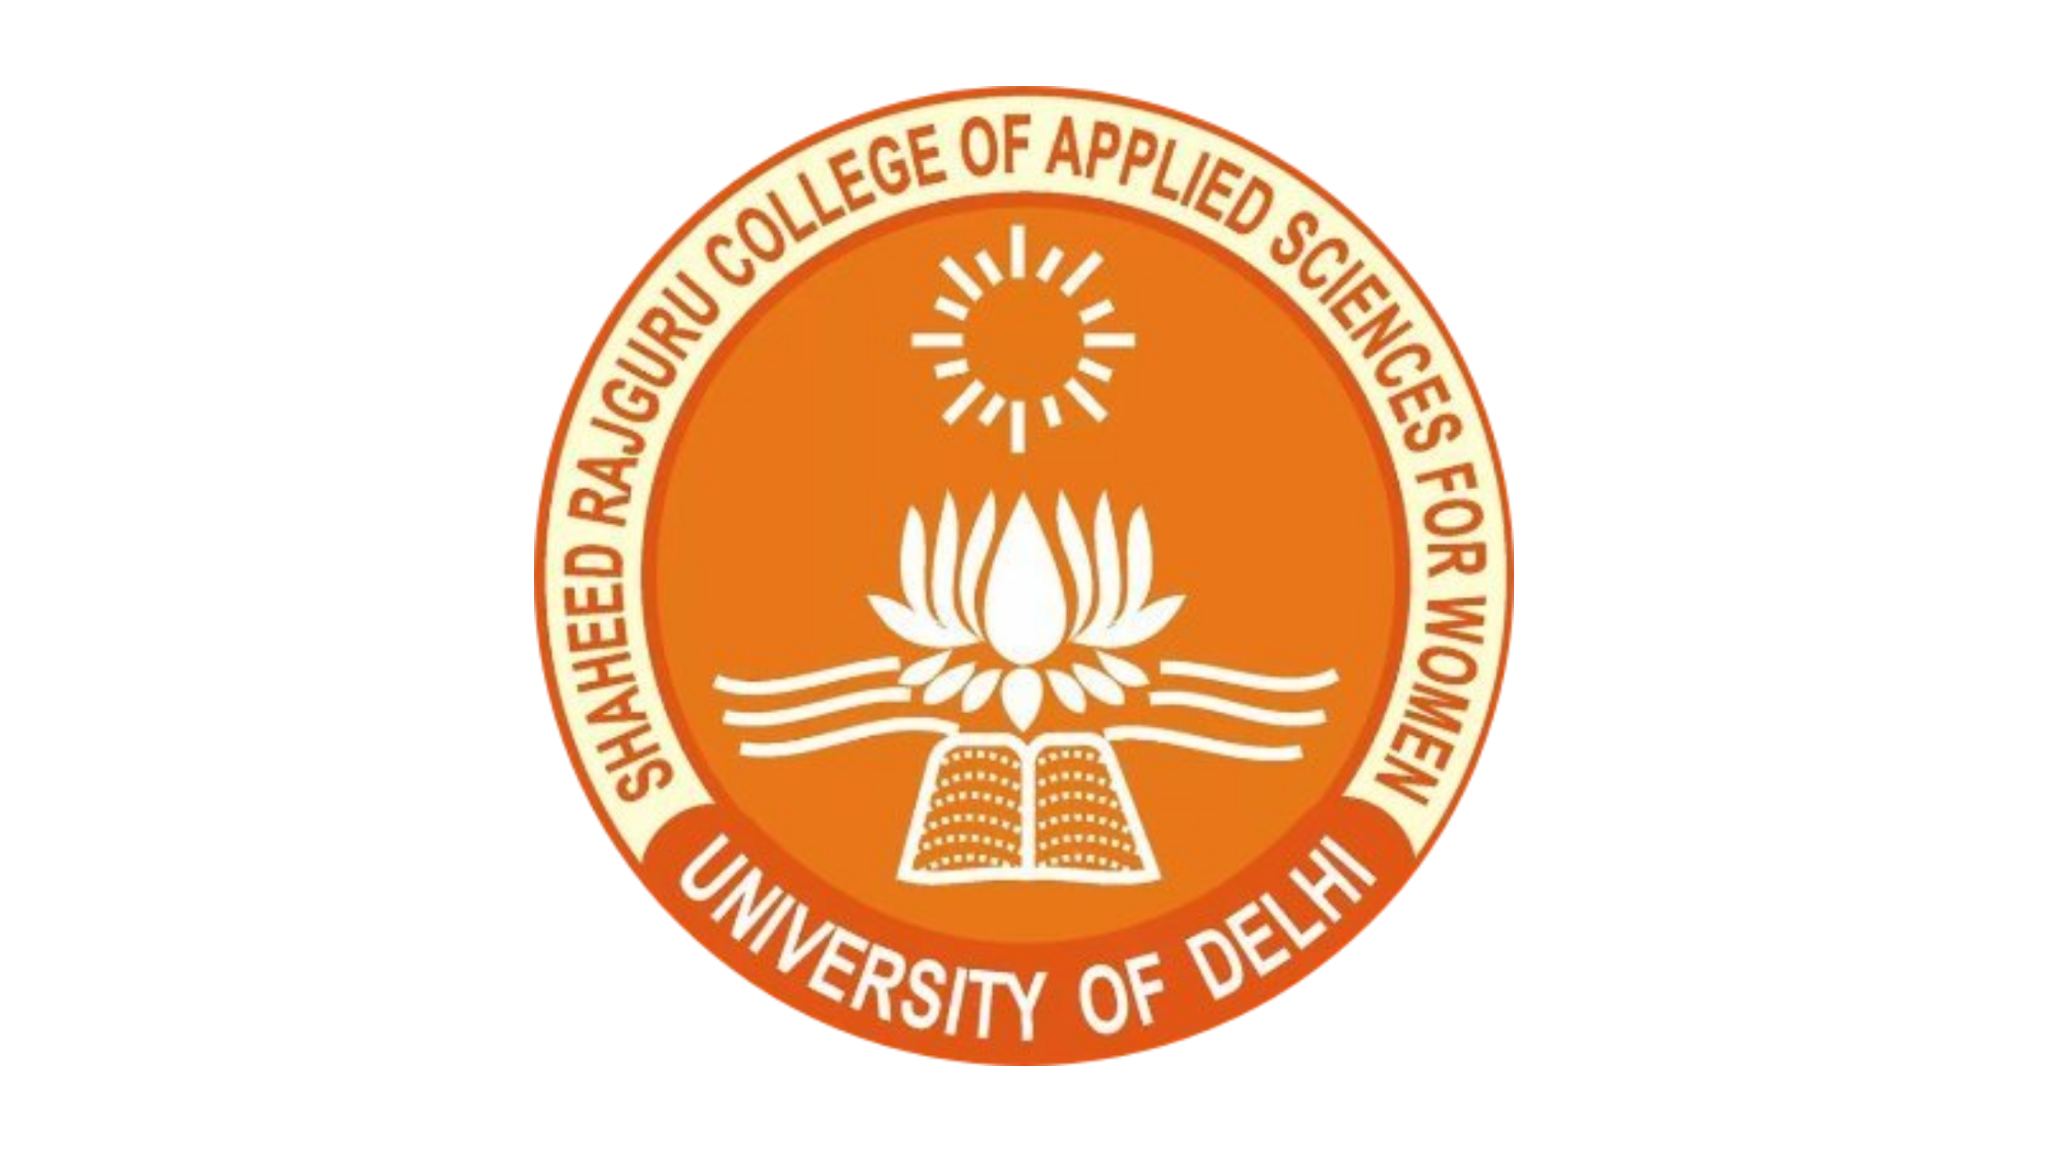 SHAHEED RAJGURU COLLEGE OF APPLIED SCIENCES FOR WOMEN
UNIVERSITY OF DELHI